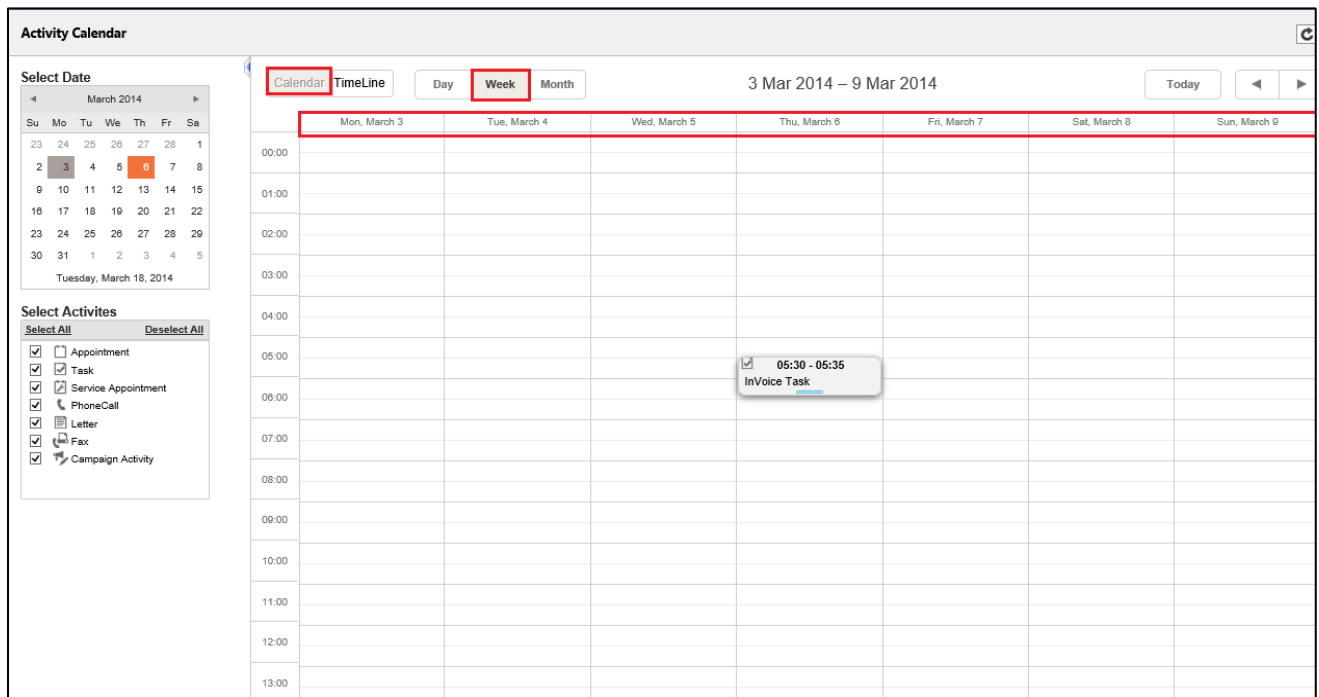 Activity Calendar
Select Date
March 2014
Su Mo Tu We Th Fr Sa
23 24 25 26 27 28 1
2 3 4 5 6 7 8
9 10 11 12 13 14 15
16 17 18 19 20 21 22
23 24 25 26 27 28 29
30 31 1 2 3 4 5
Tuesday, March 18, 2014
Select Activites
Select All Deselect All
Appointment
Task
Service Appointment
PhoneCall
Letter
Fax
Campaign Activity
Calendar TimeLine Day Week Month 3 Mar 2014 – 9 Mar 2014 Today
Mon, March 3 Tue, March 4 Wed, March 5 Thu, March 6 Fri, March 7 Sat, March 8 Sun, March 9
00:00
01:00
02:00
03:00
04:00
05:00
05:30 - 05:35
InVoice Task
06:00
07:00
08:00
09:00
10:00
11:00
12:00
13:00